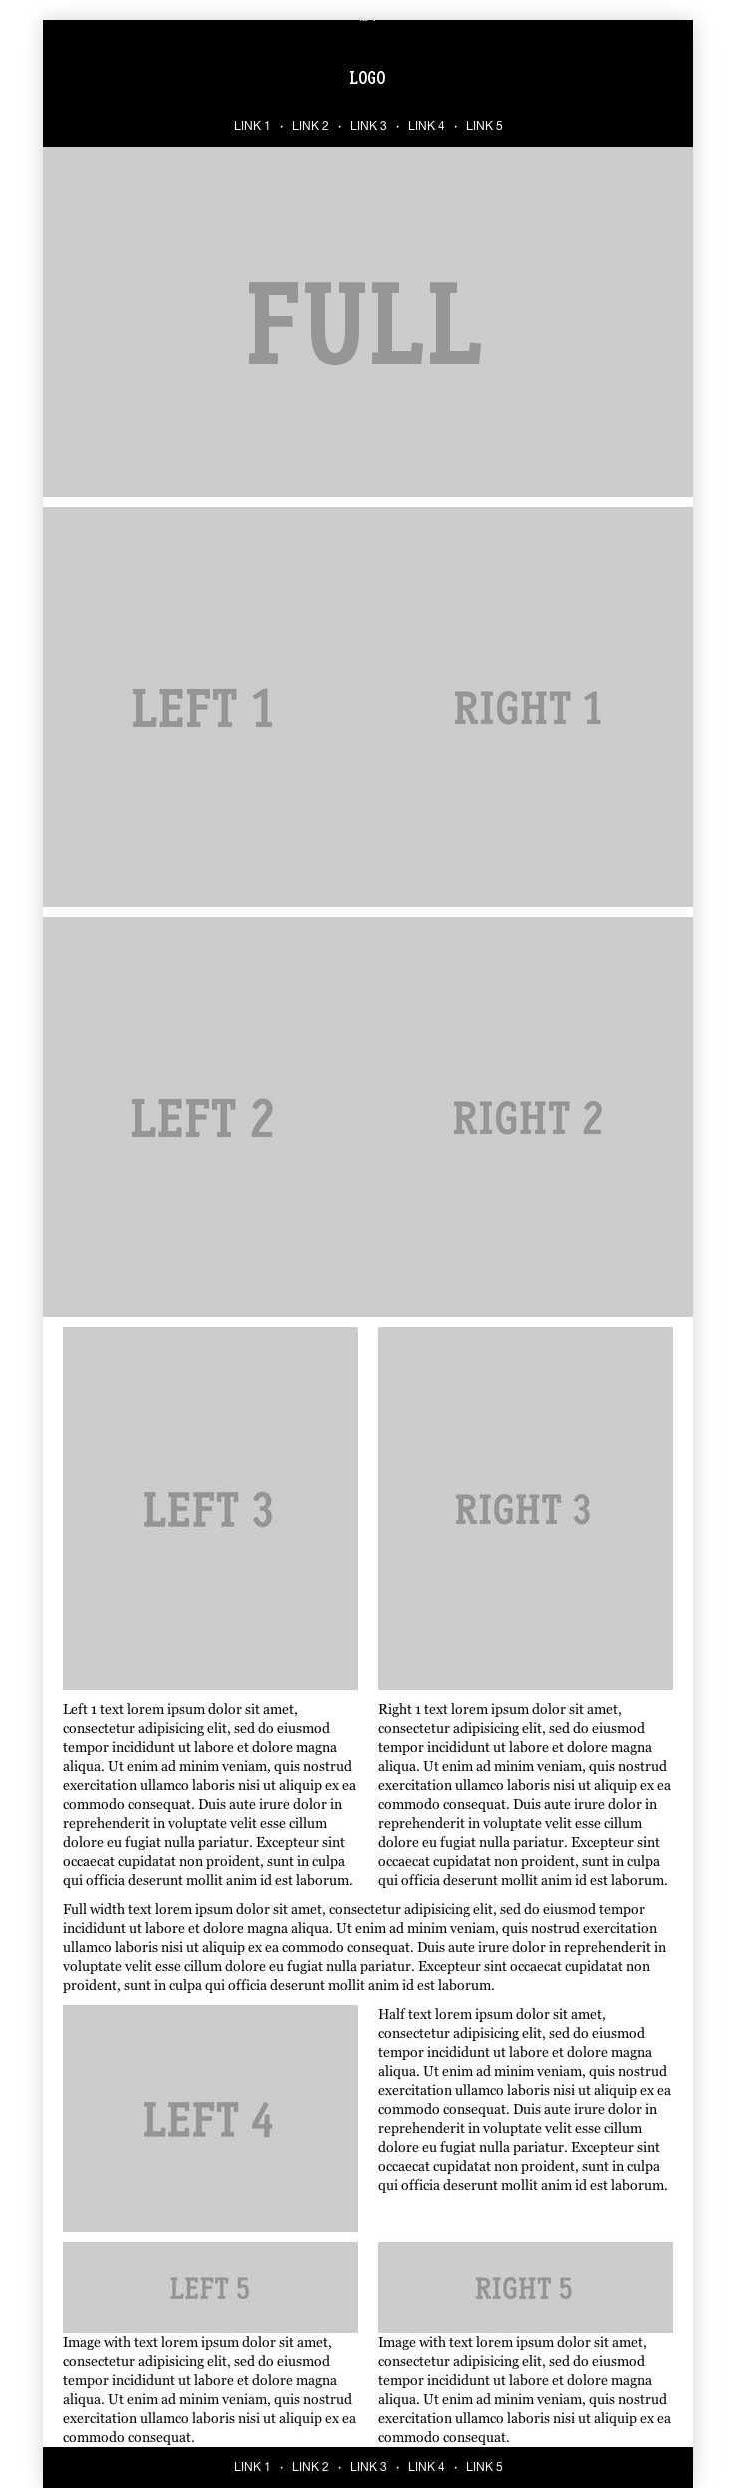 LOGO
LINK 1 · LINK 2 · LINK 3 · LINK 4 · LINK 5
FULL
LEFT 1
RIGHT 1
LEFT 2
RIGHT 2
LEFT 3
RIGHT 3
Left 1 text lorem ipsum dolor sit amet,
consectetur adipisicing elit, sed do eiusmod
tempor incididunt ut labore et dolore magna
aliqua. Ut enim ad minim veniam, quis nostrud
exercitation ullamco laboris nisi ut aliquip ex ea
commodo consequat. Duis aute irure dolor in
reprehenderit in voluptate velit esse cillum
dolore eu fugiat nulla pariatur. Excepteur sint
occaecat cupidatat non proident, sunt in culpa
qui officia deserunt mollit anim id est laborum.
Right 1 text lorem ipsum dolor sit amet,
consectetur adipisicing elit, sed do eiusmod
tempor incididunt ut labore et dolore magna
aliqua. Ut enim ad minim veniam, quis nostrud
exercitation ullamco laboris nisi ut aliquip ex ea
commodo consequat. Duis aute irure dolor in
reprehenderit in voluptate velit esse cillum
dolore eu fugiat nulla pariatur. Excepteur sint
occaecat cupidatat non proident, sunt in culpa
qui officia deserunt mollit anim id est laborum.
Full width text lorem ipsum dolor sit amet, consectetur adipisicing elit, sed do eiusmod tempor
incididunt ut labore et dolore magna aliqua. Ut enim ad minim veniam, quis nostrud exercitation
ullamco laboris nisi ut aliquip ex ea commodo consequat. Duis aute irure dolor in reprehenderit in
voluptate velit esse cillum dolore eu fugiat nulla pariatur. Excepteur sint occaecat cupidatat non
proident, sunt in culpa qui officia deserunt mollit anim id est laborum.
LEFT 4
Half text lorem ipsum dolor sit amet,
consectetur adipisicing elit, sed do eiusmod
tempor incididunt ut labore et dolore magna
aliqua. Ut enim ad minim veniam, quis nostrud
exercitation ullamco laboris nisi ut aliquip ex ea
commodo consequat. Duis aute irure dolor in
reprehenderit in voluptate velit esse cillum
dolore eu fugiat nulla pariatur. Excepteur sint
occaecat cupidatat non proident, sunt in culpa
qui officia deserunt mollit anim id est laborum.
LEFT 5
Image with text lorem ipsum dolor sit amet,
consectetur adipisicing elit, sed do eiusmod
tempor incididunt ut labore et dolore magna
aliqua. Ut enim ad minim veniam, quis nostrud
exercitation ullamco laboris nisi ut aliquip ex ea
commodo consequat.
RIGHT 5
Image with text lorem ipsum dolor sit amet,
consectetur adipisicing elit, sed do eiusmod
tempor incididunt ut labore et dolore magna
aliqua. Ut enim ad minim veniam, quis nostrud
exercitation ullamco laboris nisi ut aliquip ex ea
commodo consequat.
LINK 1 · LINK 2 · LINK 3 · LINK 4 · LINK 5